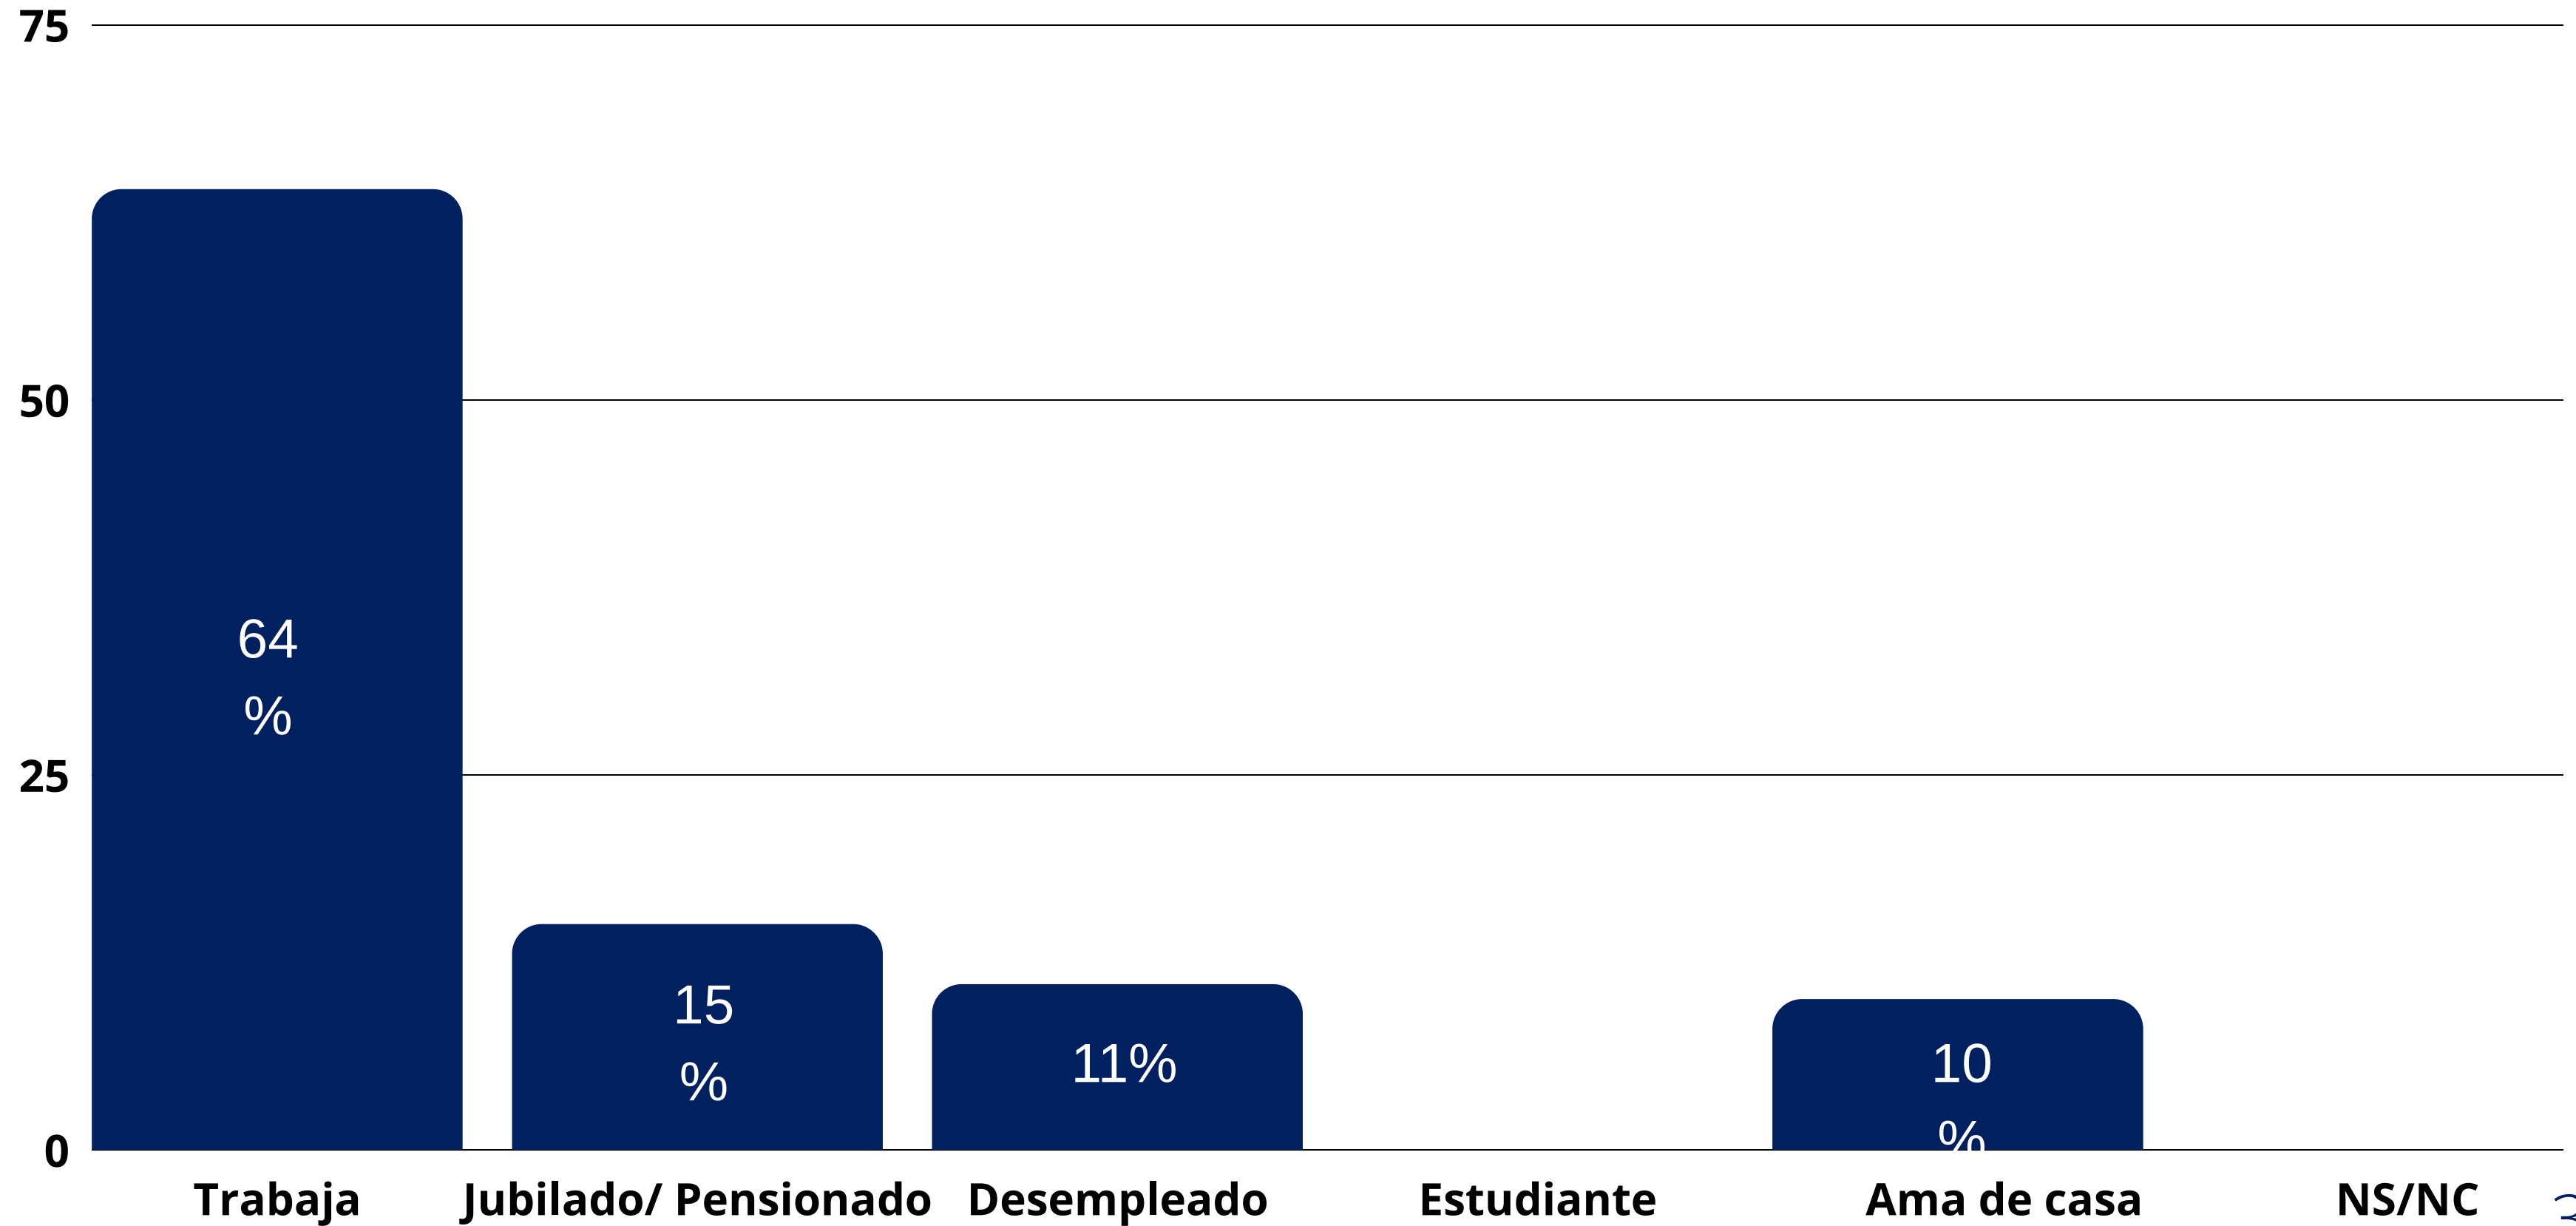 75
50
25
0
64
%
15
%
11%
10
%
Trabaja
Jubilado/ Pensionado
Desempleado
Estudiante
Ama de casa
NS/NC